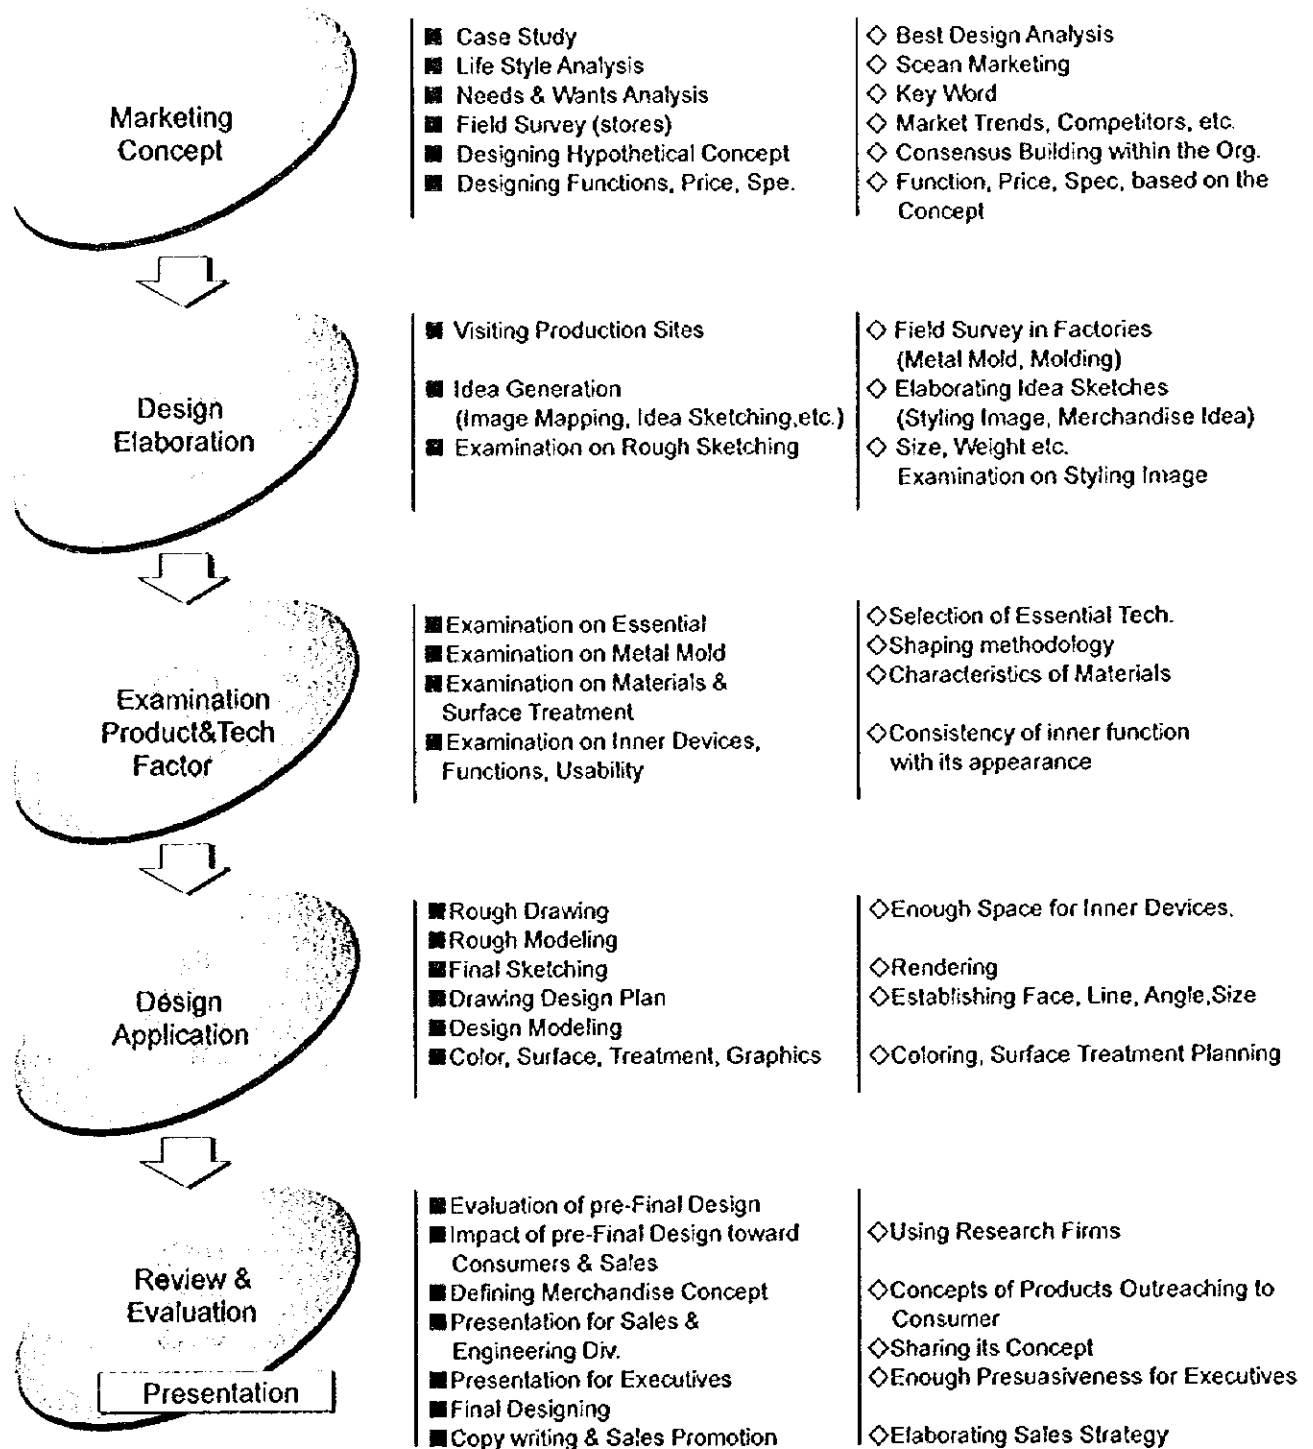 Marketing
Concept
■ Case Study
■ Life Style Analysis
■ Needs & Wants Analysis
■ Field Survey (stores)
■ Designing Hypothetical Concept
■ Designing Functions, Price, Spe.
◇ Best Design Analysis
◇ Scean Marketing
◇ Key Word
◇ Market Trends, Competitors, etc.
◇ Consensus Building within the Org.
◇ Function, Price, Spec, based on the
Concept
Design
Elaboration
■ Visiting Production Sites
■ Idea Generation
(Image Mapping, Idea Sketching,etc.)
■ Examination on Rough Sketching
◇ Field Survey in Factories
(Metal Mold, Molding)
◇ Elaborating Idea Sketches
(Styling Image, Merchandise Idea)
◇ Size, Weight etc.
Examination on Styling Image
Examination
Product&Tech
Factor
■Examination on Essential
■Examination on Metal Mold
■Examination on Materials &
Surface Treatment
■Examination on Inner Devices,
Functions, Usability
◇Selection of Essential Tech.
◇Shaping methodology
◇Characteristics of Materials
◇Consistency of inner function
with its appearance
Design
Application
■Rough Drawing
■Rough Modeling
■Final Sketching
■Drawing Design Plan
■Design Modeling
■Color, Surface, Treatment, Graphics
◇Enough Space for Inner Devices.
◇Rendering
◇Establishing Face, Line, Angle,Size
◇Coloring, Surface Treatment Planning
Review &
Evaluation
Presentation
■Evaluation of pre-Final Design
■Impact of pre-Final Design toward
Consumers & Sales
■Defining Merchandise Concept
■Presentation for Sales &
Engineering Div.
■Presentation for Executives
■Final Designing
■Copy writing & Sales Promotion
◇Using Research Firms
◇Concepts of Products Outreaching to
Consumer
◇Sharing its Concept
◇Enough Presuasiveness for Executives
◇Elaborating Sales Strategy